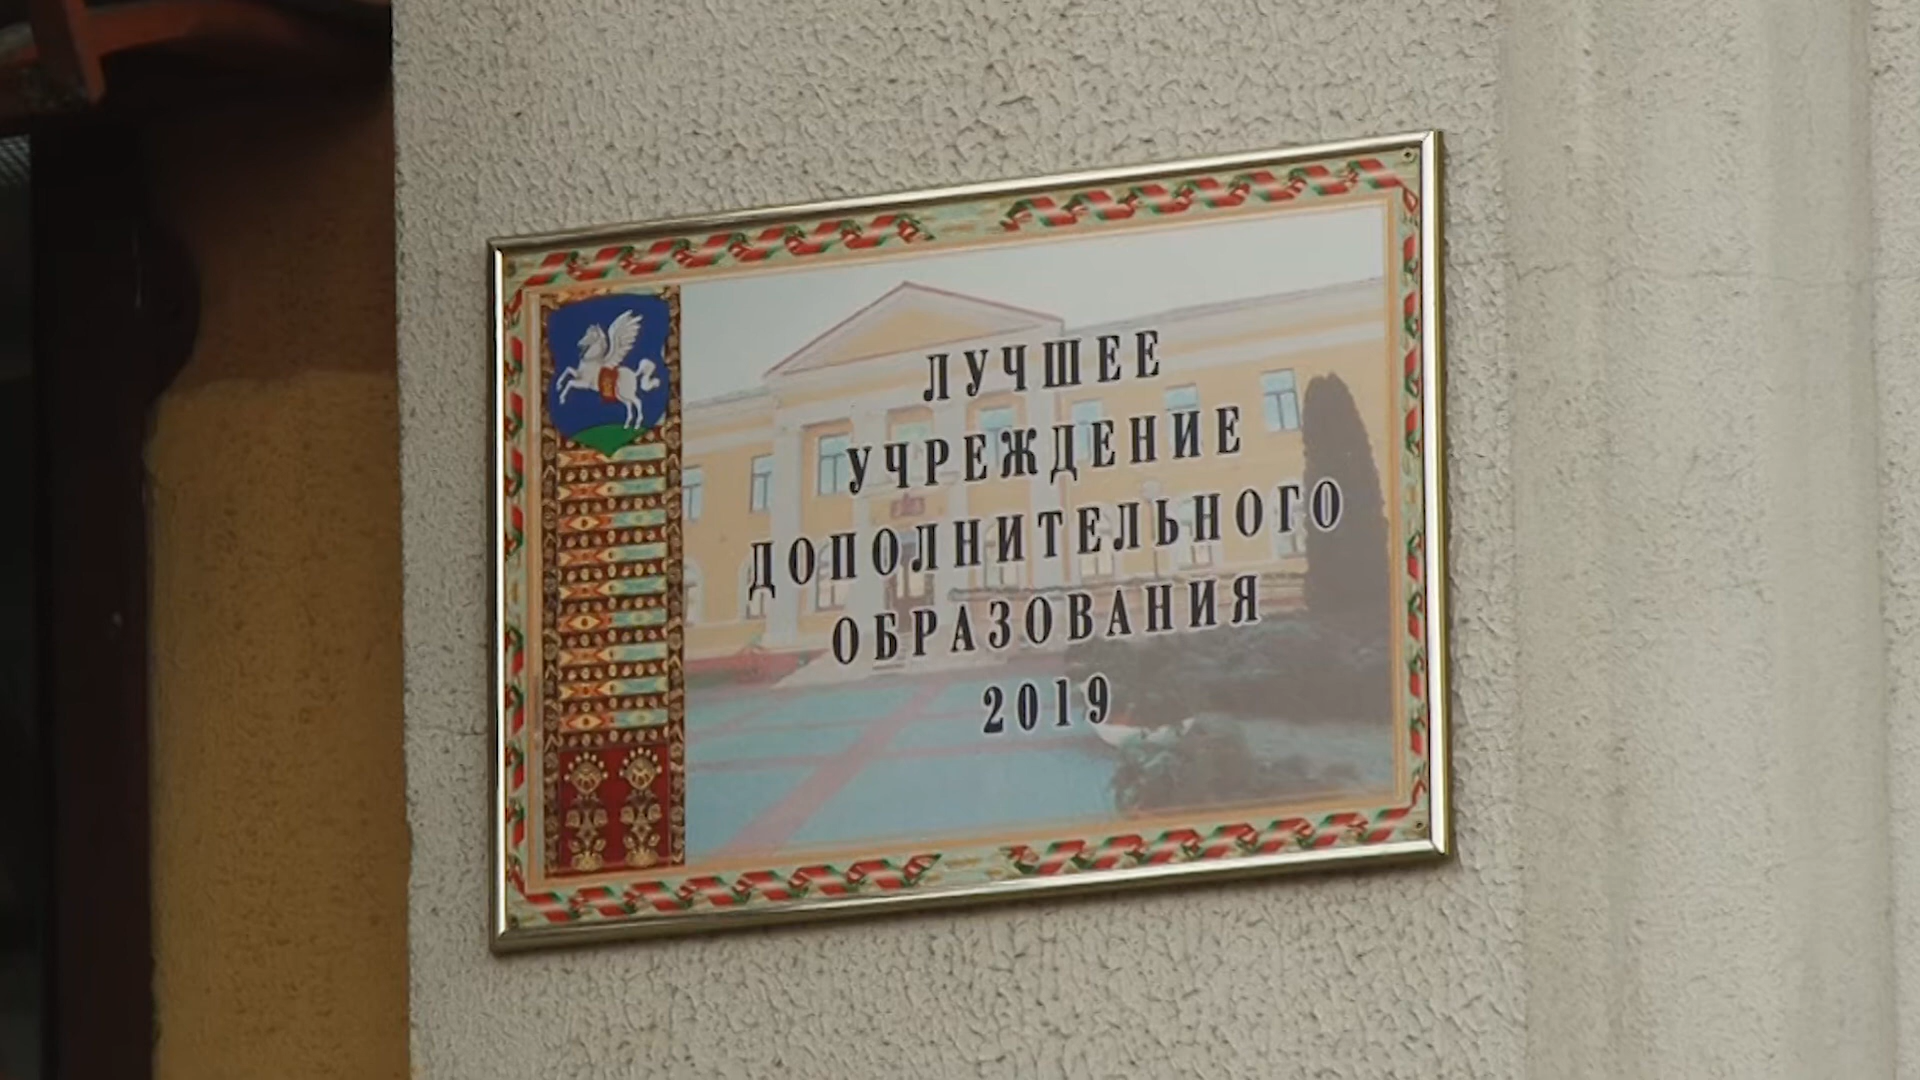 ЛУЧШЕЕ
УЧРЕЖДЕНИЕ
ДОПОЛНИТЕЛЬНОГО
ОБРАЗОВАНИЯ
2019